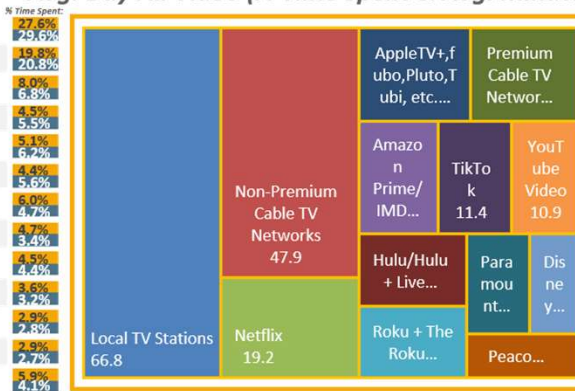 % Time Spent:
27.6%
29.6%
19.8%
20.8%
8.0%
6.8%
4.5%
5.5%
5.1%
6.2%
4.4%
5.6%
6.0%
4.7%
4.7%
3.4%
4.5%
4.4%
3.6%
3.2%
2.9%
2.8%
2.9%
2.7%
5.9%
4.1%
Local TV Stations
66.8
Non-Premium
Cable TV
Networks
47.9
Netflix
19.2
AppleTV+,f
ubo,Pluto,T
ubi, etc....
Premium
Cable TV
Networ...
Amazo
n
Prime/
IMD...
TikTo
k
11.4
YouT
ube
Video
10.9
Hulu/Hulu
+ Live...
Para
mou
nt...
Dis
ne
y...
Roku + The
Roku...
Peaco...